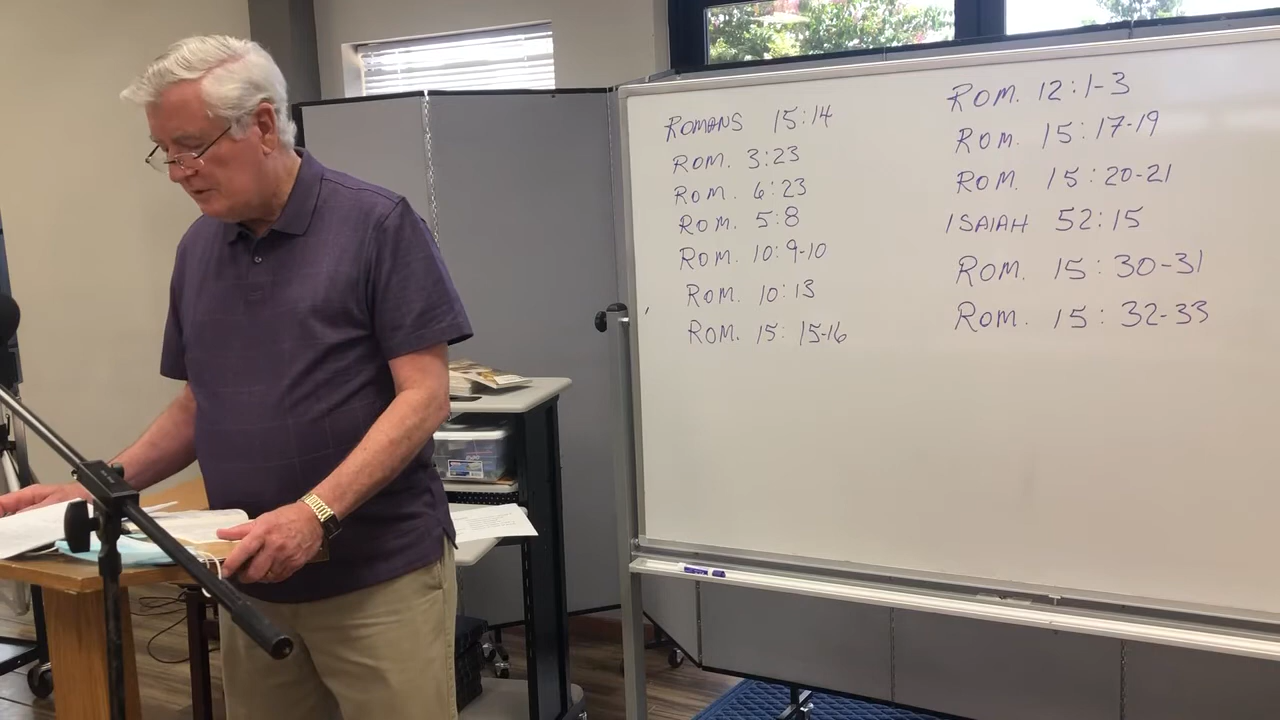 ROMANS 15:14
ROM. 3:23
ROM. 6:23
ROM. 5:8
ROM. 10:9-10
ROM. 10:13
ROM. 15:15-16
ROM. 12:1-3
ROM. 15:17-19
ROM. 15:20-21
ISAIAH 52:15
ROM. 15:30-31
ROM. 15:32-33